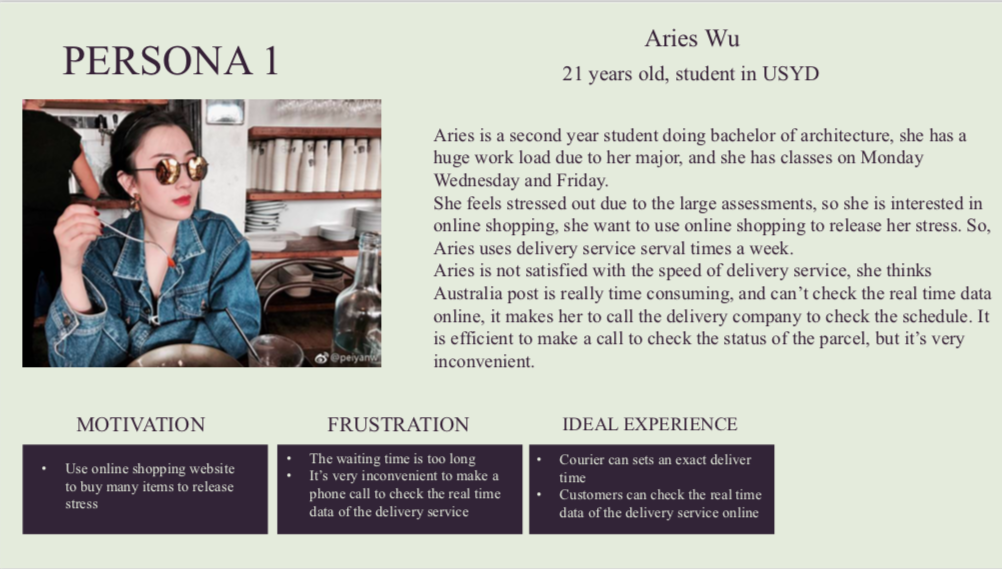 PERSONA 1
Aries Wu
21 years old, student in USYD
Aries is a second year student doing bachelor of architecture, she has a
huge work load due to her major, and she has classes on Monday
Wednesday and Friday.
She feels stressed out due to the large assessments, so she is interested in
online shopping, she want to use online shopping to release her stress. So,
Aries uses delivery service serval times a week.
Aries is not satisfied with the speed of delivery service, she thinks
Australia post is really time consuming, and can’t check the real time data
online, it makes her to call the delivery company to check the schedule. It
is efficient to make a call to check the status of the parcel, but it’s very
inconvenient.
@peiyanw
MOTIVATION
• Use online shopping website
to buy many items to release
stress
FRUSTRATION
• The waiting time is too long
• It’s very inconvenient to make a
phone call to check the real time
data of the delivery service
IDEAL EXPERIENCE
• Courier can sets an exact deliver
time
• Customers can check the real time
data of the delivery service online